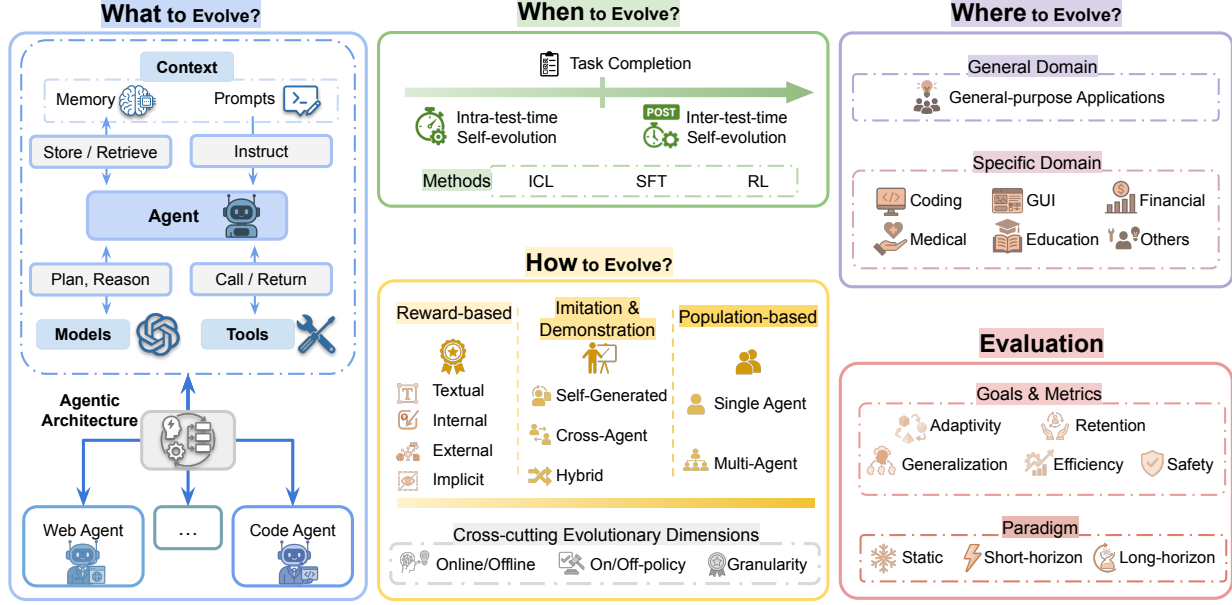 What to Evolve?
Context
Memory
Prompts
Store / Retrieve
Instruct
Agent
Plan, Reason
Call / Return
Models
Tools
Agentic
Architecture
Web Agent
...
Code Agent
When to Evolve?
Task Completion
Intra-test-time
Self-evolution
POST
Inter-test-time
Self-evolution
Methods
ICL
SFT
RL
How to Evolve?
Reward-based
Textual
Internal
External
Implicit
Imitation &
Demonstration
Self-Generated
Cross-Agent
Hybrid
Population-based
Single Agent
Multi-Agent
Cross-cutting Evolutionary Dimensions
Online/Offline
On/Off-policy
Granularity
Where to Evolve?
General Domain
General-purpose Applications
Specific Domain
Coding
GUI
Financial
Medical
Education
Others
Evaluation
Goals & Metrics
Adaptivity
Retention
Generalization
Efficiency
Safety
Paradigm
Static
Short-horizon
Long-horizon